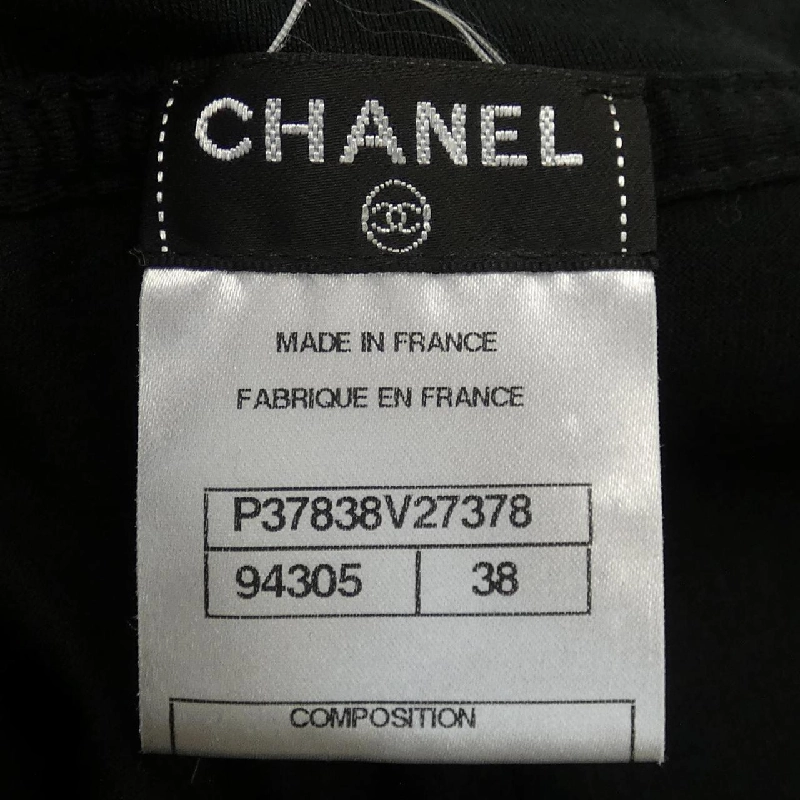 CHANEL
MADE IN FRANCE
FABRIQUE EN FRANCE
P37838V27378
94305 38
COMPOSITION